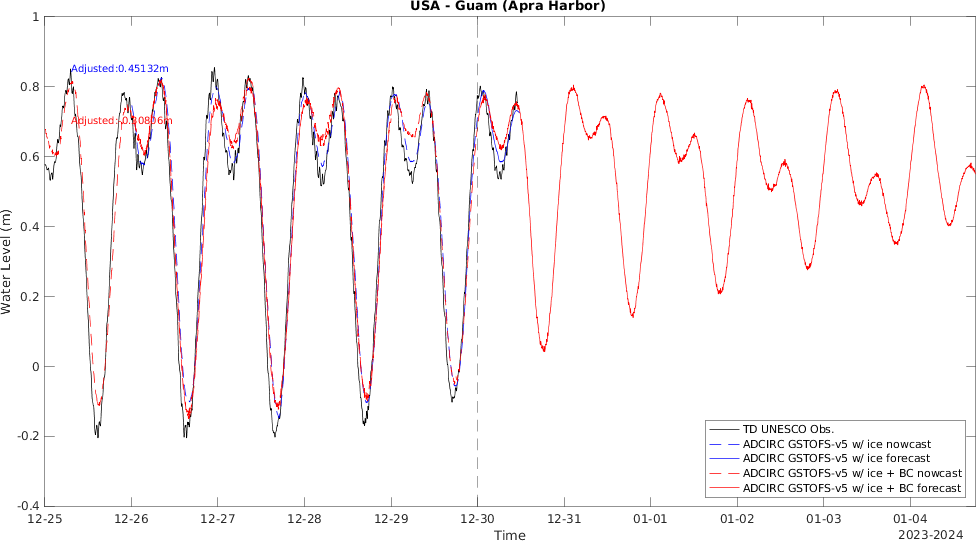 USA - Guam (Apra Harbor)
1
0.8
0.6
0.4
0.2
0
-0.2
-0.4
Water Level (m)
Adjusted:0.45132m
TD UNESCO Obs.
ADCIRC GSTOFS-v5 w/ ice nowcast
ADCIRC GSTOFS-v5 w/ ice forecast
ADCIRC GSTOFS-v5 w/ ice + BC nowcast
ADCIRC GSTOFS-v5 w/ ice + BC forecast
12-25 12-26 12-27 12-28 12-29 12-30 12-31 01-01 01-02 01-03 01-04
Time
2023-2024